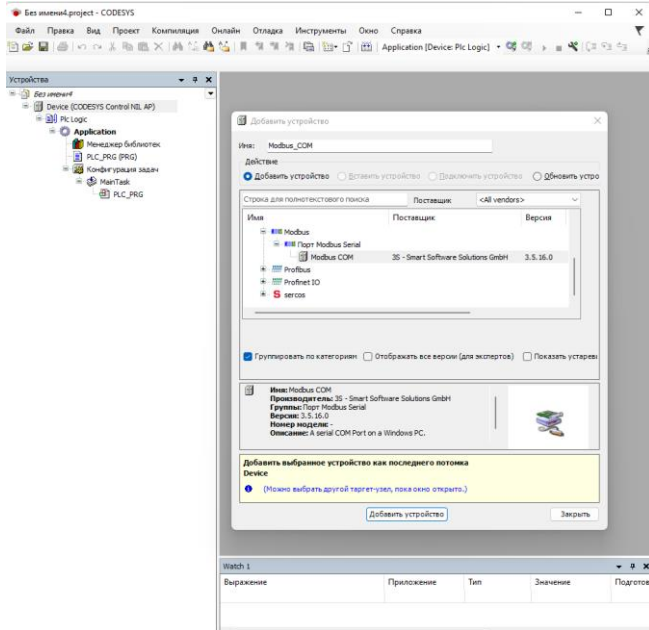 Без имени4.project - CODESYS
Файл Правка Вид Проект Компиляция Онлайн Отладка Инструменты Окно Справка
Application [Device: Plc Logic]
Устройства
Без имени4
Device (CODESYS Control NIL AP)
Plc Logic
Application
Менеджер библиотек
PLC_PRG (PRG)
Конфигурация задач
MainTask
PLC_PRG
Добавить устройство
Имя: Modbus_COM
Действие
Добавить устройство Вставить устройство Подключить устройство Обновить устро
Строка для полнотекстового поиска Поставщик <All vendors>
Имя Поставщик Версия
Modbus
Порт Modbus Serial
Modbus COM 3S - Smart Software Solutions GmbH 3.5.16.0
Profibus
Profinet IO
sercos
Группировать по категориям Отображать все версии (для экспертов) Показать устарев
Имя: Modbus COM
Производитель: 3S - Smart Software Solutions GmbH
Группы: Порт Modbus Serial
Версия: 3.5.16.0
Номер модели: -
Описание: A serial COM Port on a Windows PC.
Добавить выбранное устройство как последнего потомка
Device
(Можно выбрать другой таргет-узел, пока окно открыто.)
Добавить устройство Закрыть
Watch 1
Выражение Приложение Тип Значение Подготов